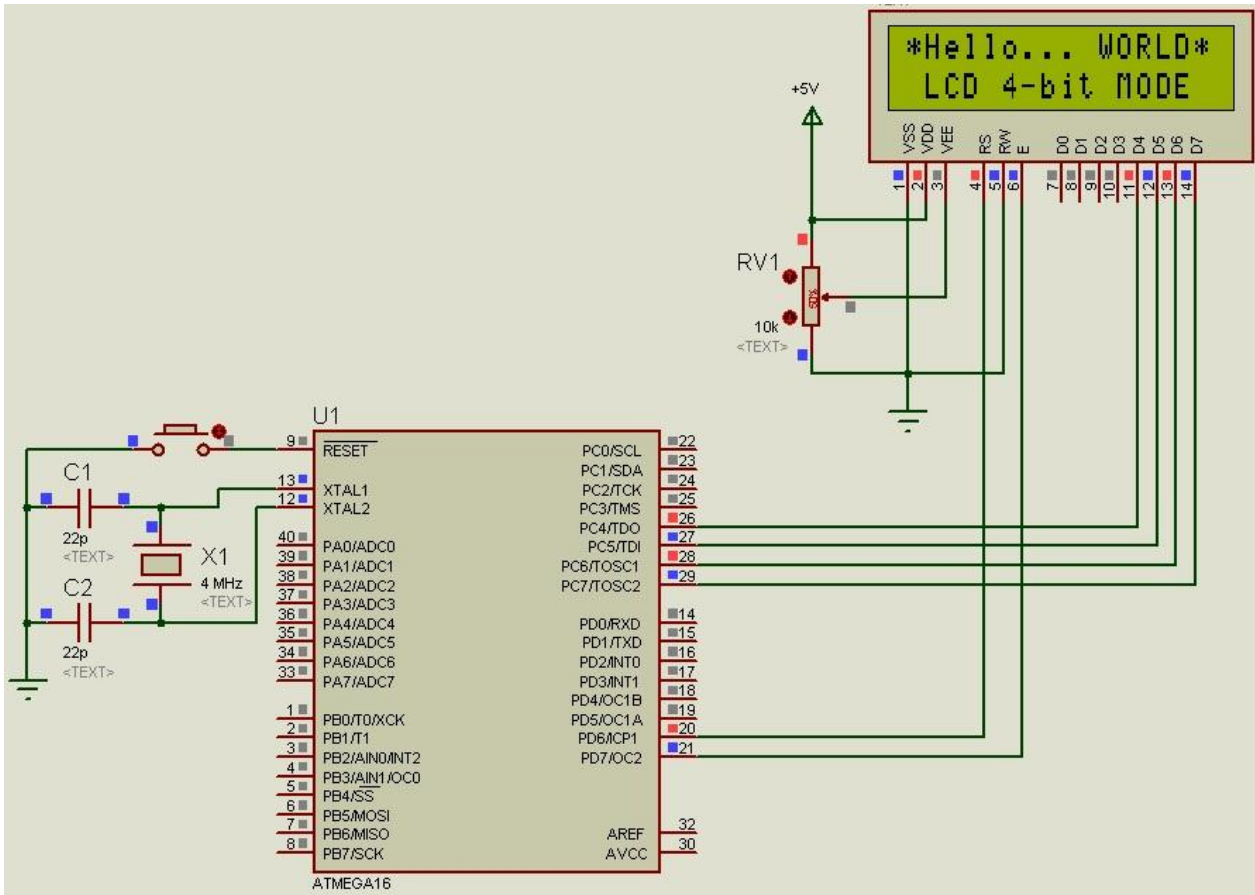 *Hello... WORLD*
LCD 4-bit MODE
+5V
VSS
VDD
VEE
RS
RW
E
D0
D1
D2
D3
D4
D5
D6
D7
1
2
3
4
5
6
7
8
9
10
11
12
13
14
RV1
50%
10k
<TEXT>
U1
9 RESET
13 XTAL1
12 XTAL2
40 PA0/ADC0
39 PA1/ADC1
38 PA2/ADC2
37 PA3/ADC3
36 PA4/ADC4
35 PA5/ADC5
34 PA6/ADC6
33 PA7/ADC7
1 PB0/T0/XCK
2 PB1/T1
3 PB2/AIN0/INT2
4 PB3/AIN1/OC0
5 PB4/SS
6 PB5/MOSI
7 PB6/MISO
8 PB7/SCK
PC0/SCL 22
PC1/SDA 23
PC2/TCK 24
PC3/TMS 25
PC4/TDO 26
PC5/TDI 27
PC6/TOSC1 28
PC7/TOSC2 29
PD0/RXD 14
PD1/TXD 15
PD2/INT0 16
PD3/INT1 17
PD4/OC1B 18
PD5/OC1A 19
PD6/ICP1 20
PD7/OC2 21
AREF 32
AVCC 30
ATMEGA16
C1
22p
<TEXT>
X1
4 MHz
<TEXT>
C2
22p
<TEXT>